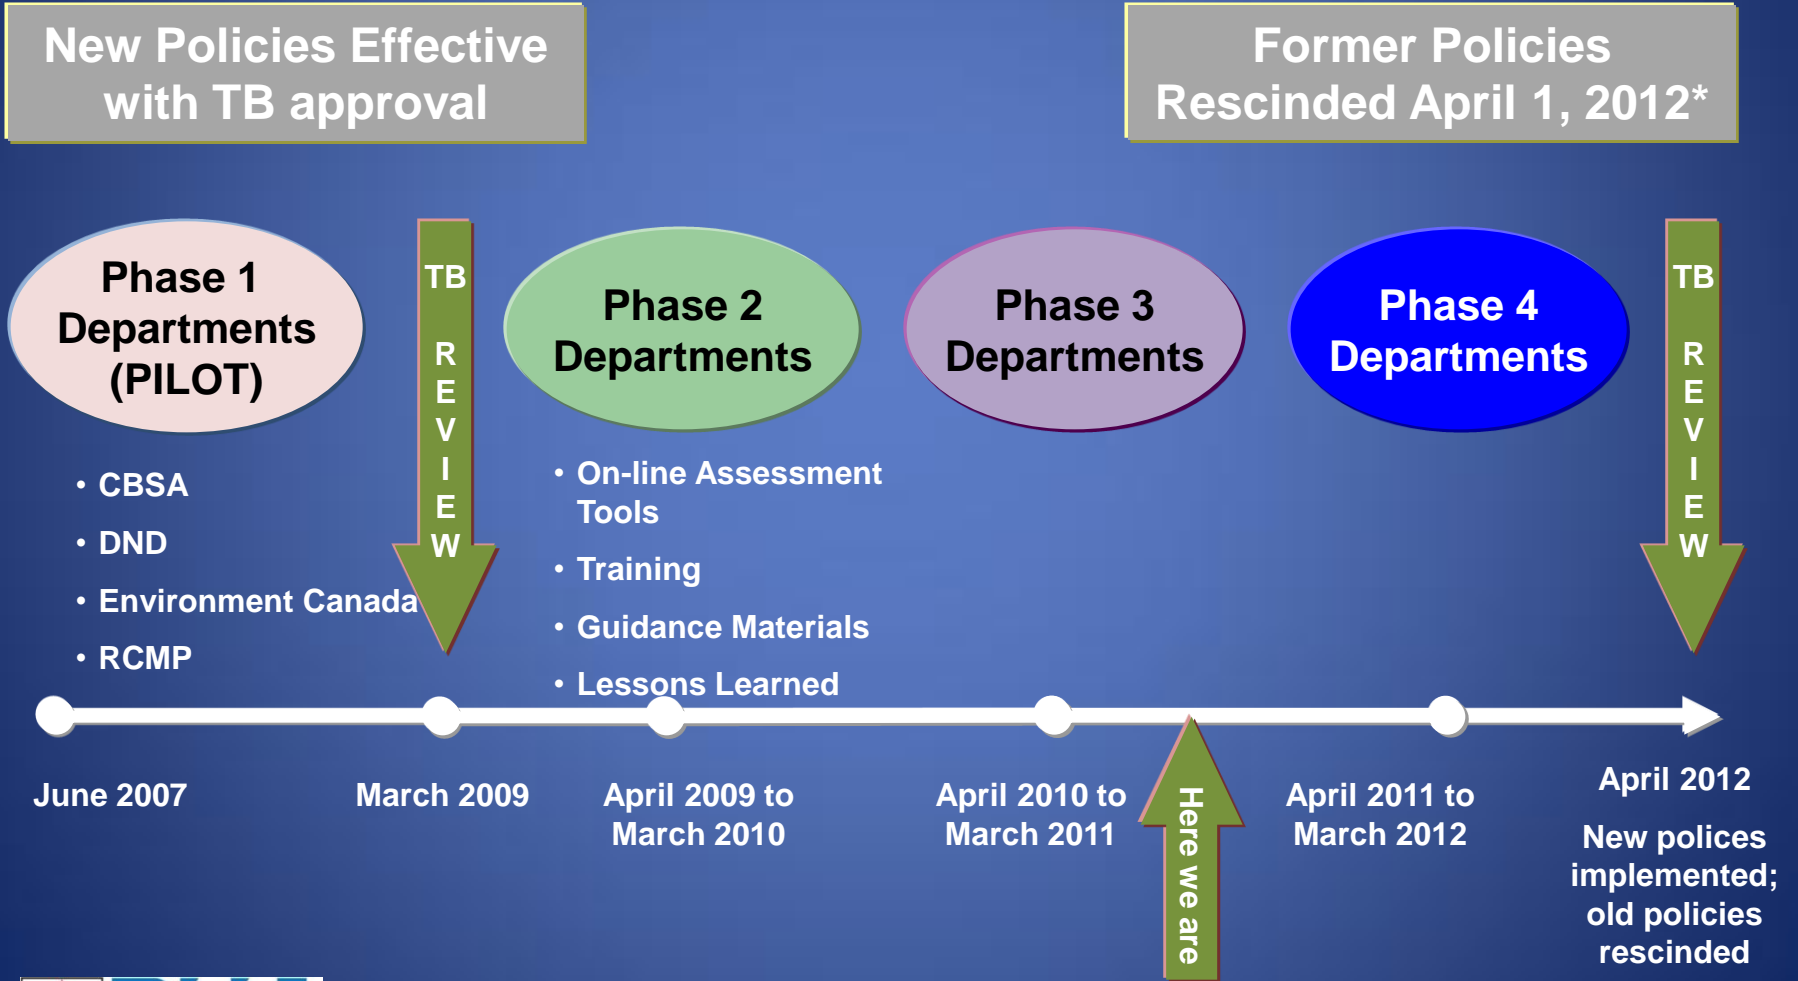 New Policies Effective
with TB approval
Former Policies
Rescinded April 1, 2012*
Phase 1
Departments
(PILOT)
TB
REVIEW
Phase 2
Departments
Phase 3
Departments
Phase 4
Departments
TB
REVIEW
• CBSA
• DND
• Environment Canada
• RCMP
• On-line Assessment
Tools
• Training
• Guidance Materials
• Lessons Learned
June 2007
March 2009
April 2009 to
March 2010
April 2010 to
March 2011
Here we are
April 2011 to
March 2012
April 2012
New polices
implemented;
old policies
rescinded